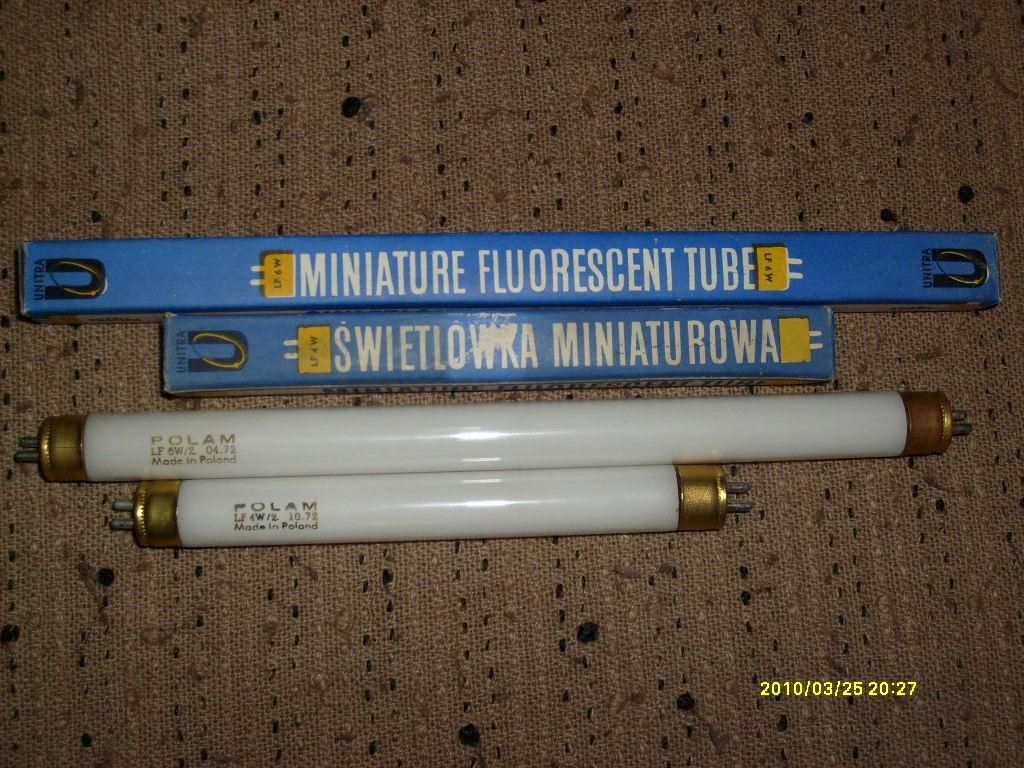 UNITRA LF 6W MINIATURE FLUORESCENT TUBE LF 6W UNITRA
UNITRA LF 4W ŚWIETLÓWKA MINIATUROWA
POLAM
LF 6W/2 04.72
Made in Poland
POLAM
LF 4W/2 10.72
Made in Poland
2010/03/25 20:27